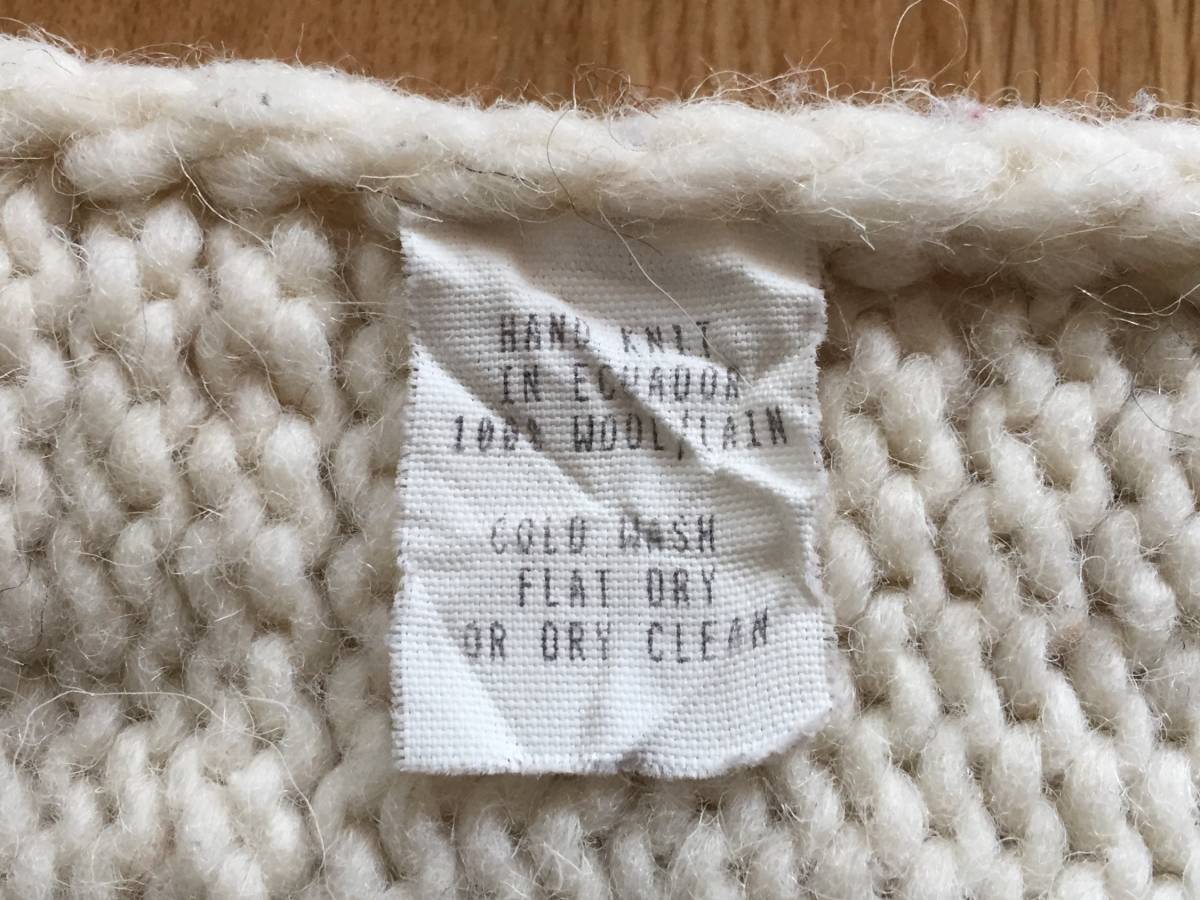 HAND KNIT
IN ECUADOR
100% WOOL/LAIN
COLD WASH
FLAT DRY
OR DRY CLEAN